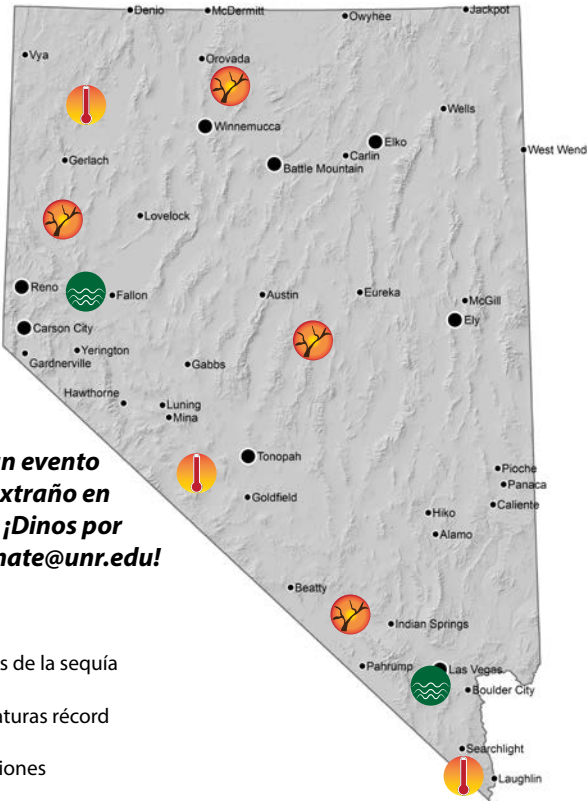 Denio
McDermitt
Owyhee
Jackpot
Vya
Orovada
Wells
Winnemucca
Elko
West Wend
Gerlach
Carlin
Battle Mountain
Lovelock
Reno
Fallon
Austin
Eureka
McGill
Carson City
Ely
Yerington
Gardnerville
Gabbs
Hawthorne
Luning
Mina
Tonopah
Pioche
Panaca
Goldfield
Caliente
Hiko
Alamo
n evento
xtraño en
¡Dinos por
nate@unr.edu!
Beatty
Indian Springs
s de la sequía
Pahrump
Las Vegas
Boulder City
aturas récord
Searchlight
iones
Laughlin